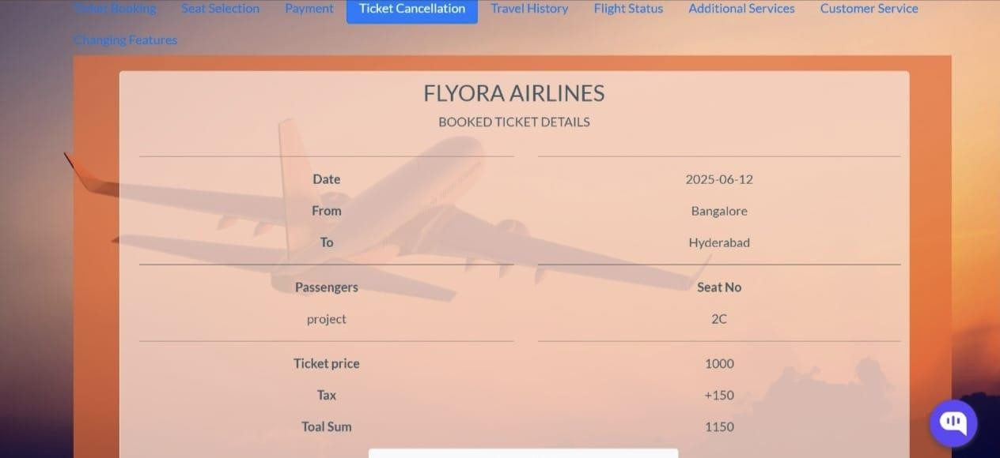 Ticket Booking Seat Selection Payment Ticket Cancellation Travel History Flight Status Additional Services Customer Service
Changing Features
FLYORA AIRLINES
BOOKED TICKET DETAILS
Date 2025-06-12
From Bangalore
To Hyderabad
Passengers Seat No
project 2C
Ticket price 1000
Tax +150
Toal Sum 1150